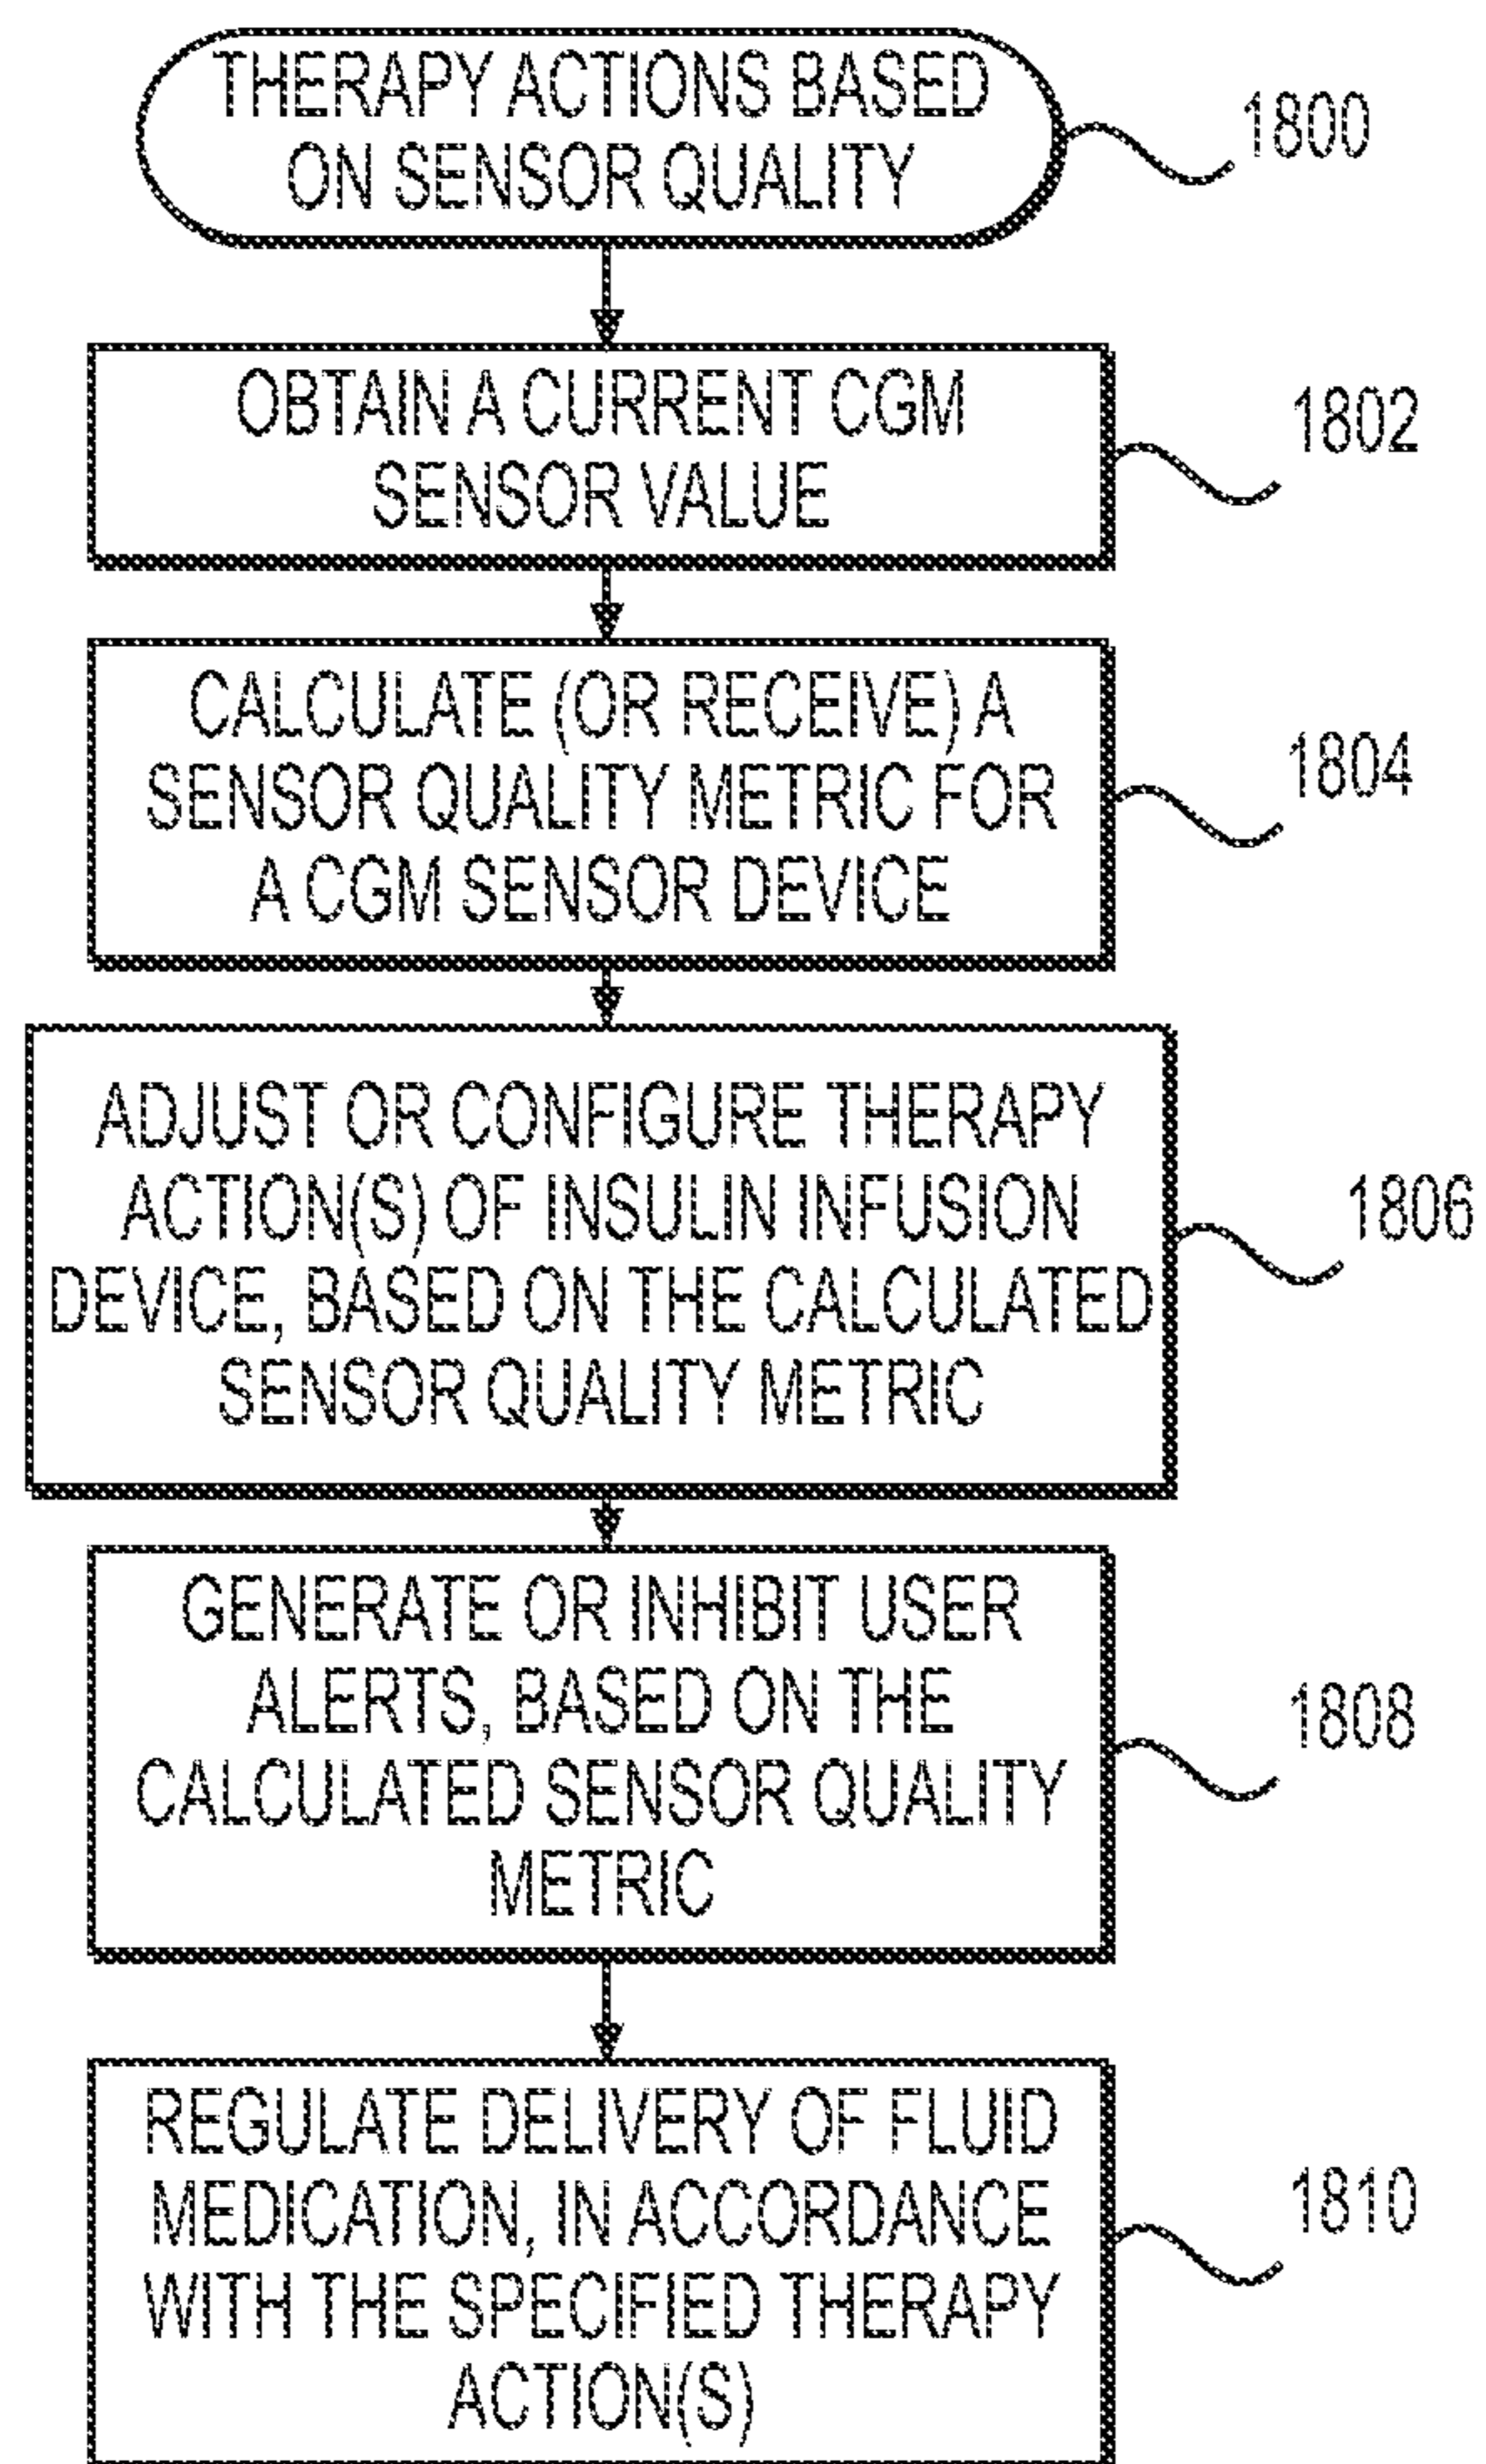 THERAPY ACTIONS BASED
ON SENSOR QUALITY
1800
OBTAIN A CURRENT CGM
SENSOR VALUE
1802
CALCULATE (OR RECEIVE) A
SENSOR QUALITY METRIC FOR
A CGM SENSOR DEVICE
1804
ADJUST OR CONFIGURE THERAPY
ACTION(S) OF INSULIN INFUSION
DEVICE, BASED ON THE CALCULATED
SENSOR QUALITY METRIC
1806
GENERATE OR INHIBIT USER
ALERTS, BASED ON THE
CALCULATED SENSOR QUALITY
METRIC
1808
REGULATE DELIVERY OF FLUID
MEDICATION, IN ACCORDANCE
WITH THE SPECIFIED THERAPY
ACTION(S)
1810